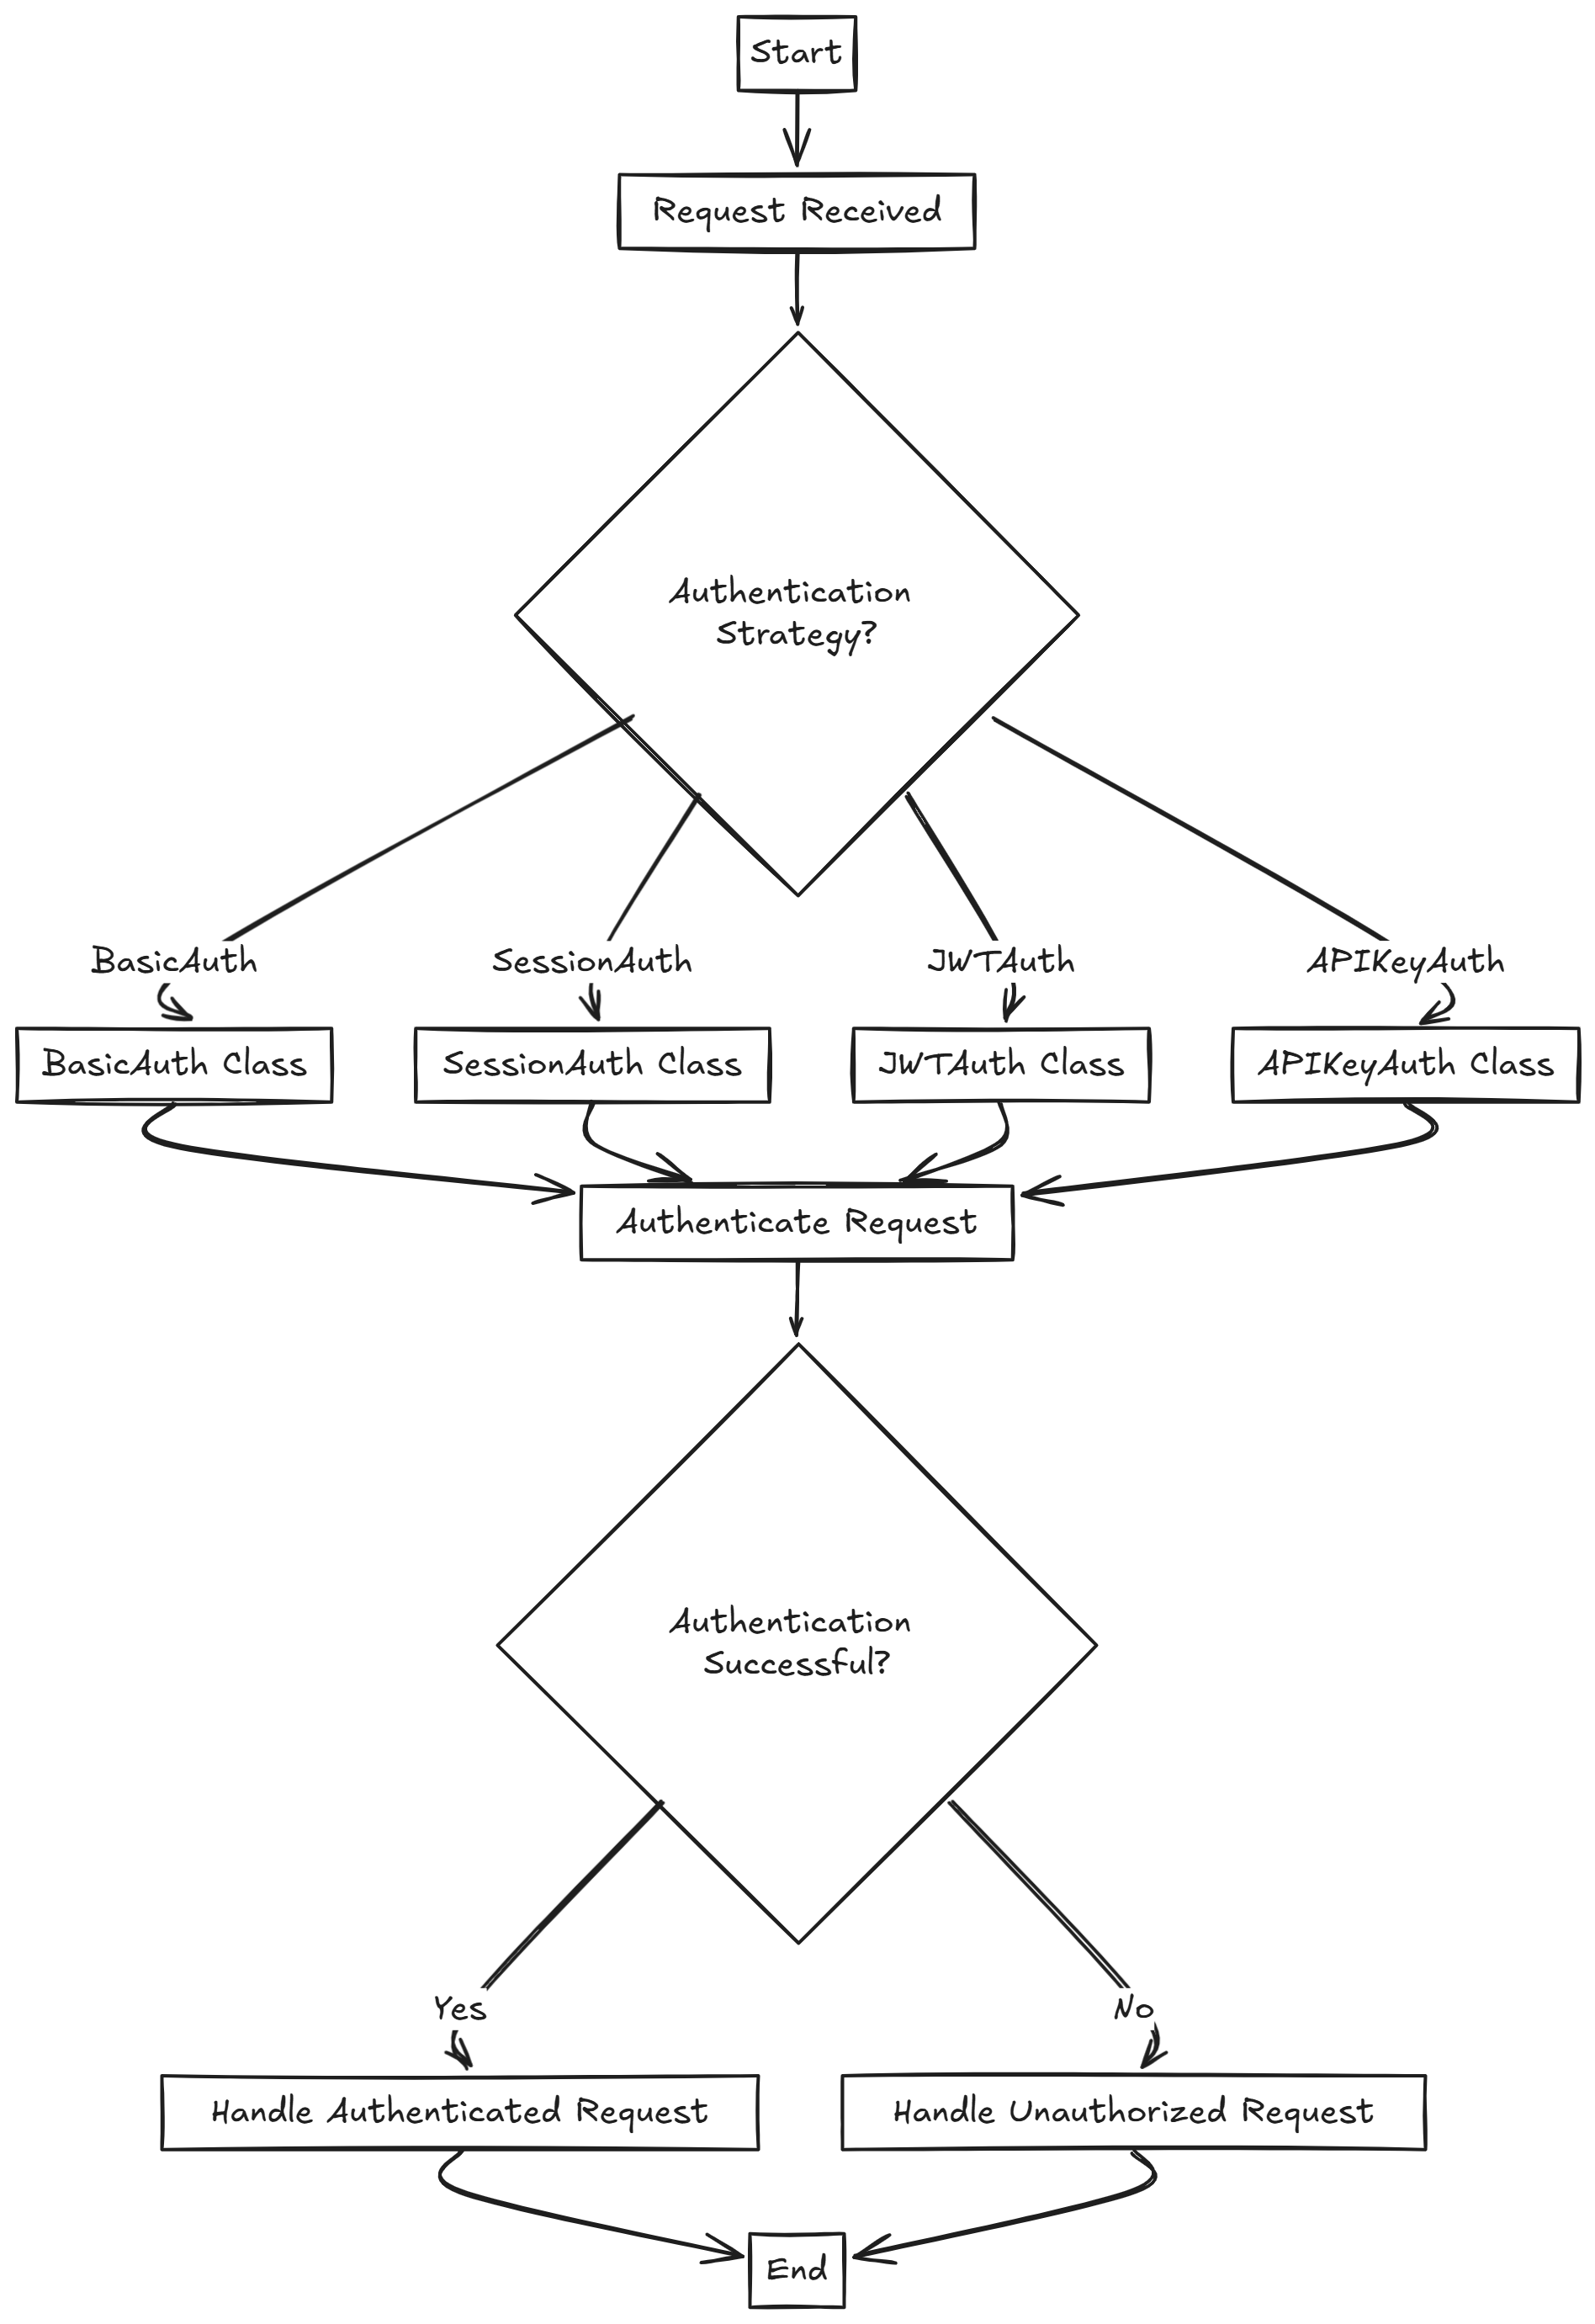 Start
Request Received
Authentication
Strategy?
BasicAuth
SessionAuth
JWTAuth
APIKeyAuth
BasicAuth Class
SessionAuth Class
JWTAuth Class
APIKeyAuth Class
Authenticate Request
Authentication
Successful?
Yes
No
Handle Authenticated Request
Handle Unauthorized Request
End